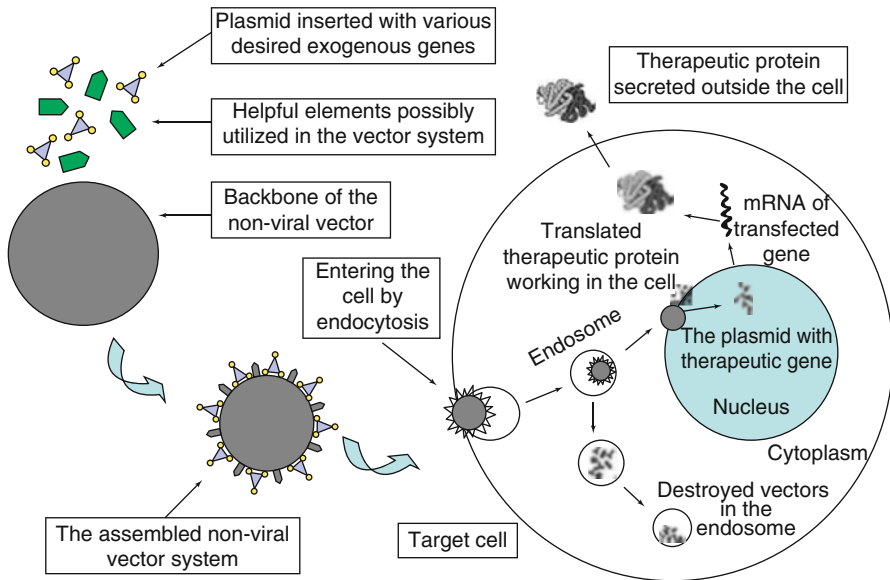 Plasmid inserted with various
desired exogenous genes
Helpful elements possibly
utilized in the vector system
Backbone of the
non-viral vector
Entering the
cell by
endocytosis
The assembled non-viral
vector system
Target cell
Therapeutic protein
secreted outside the cell
mRNA of
transfected
gene
Translated
therapeutic protein
working in the cell
Endosome
The plasmid with
therapeutic gene
Nucleus
Cytoplasm
Destroyed vectors
in the
endosome